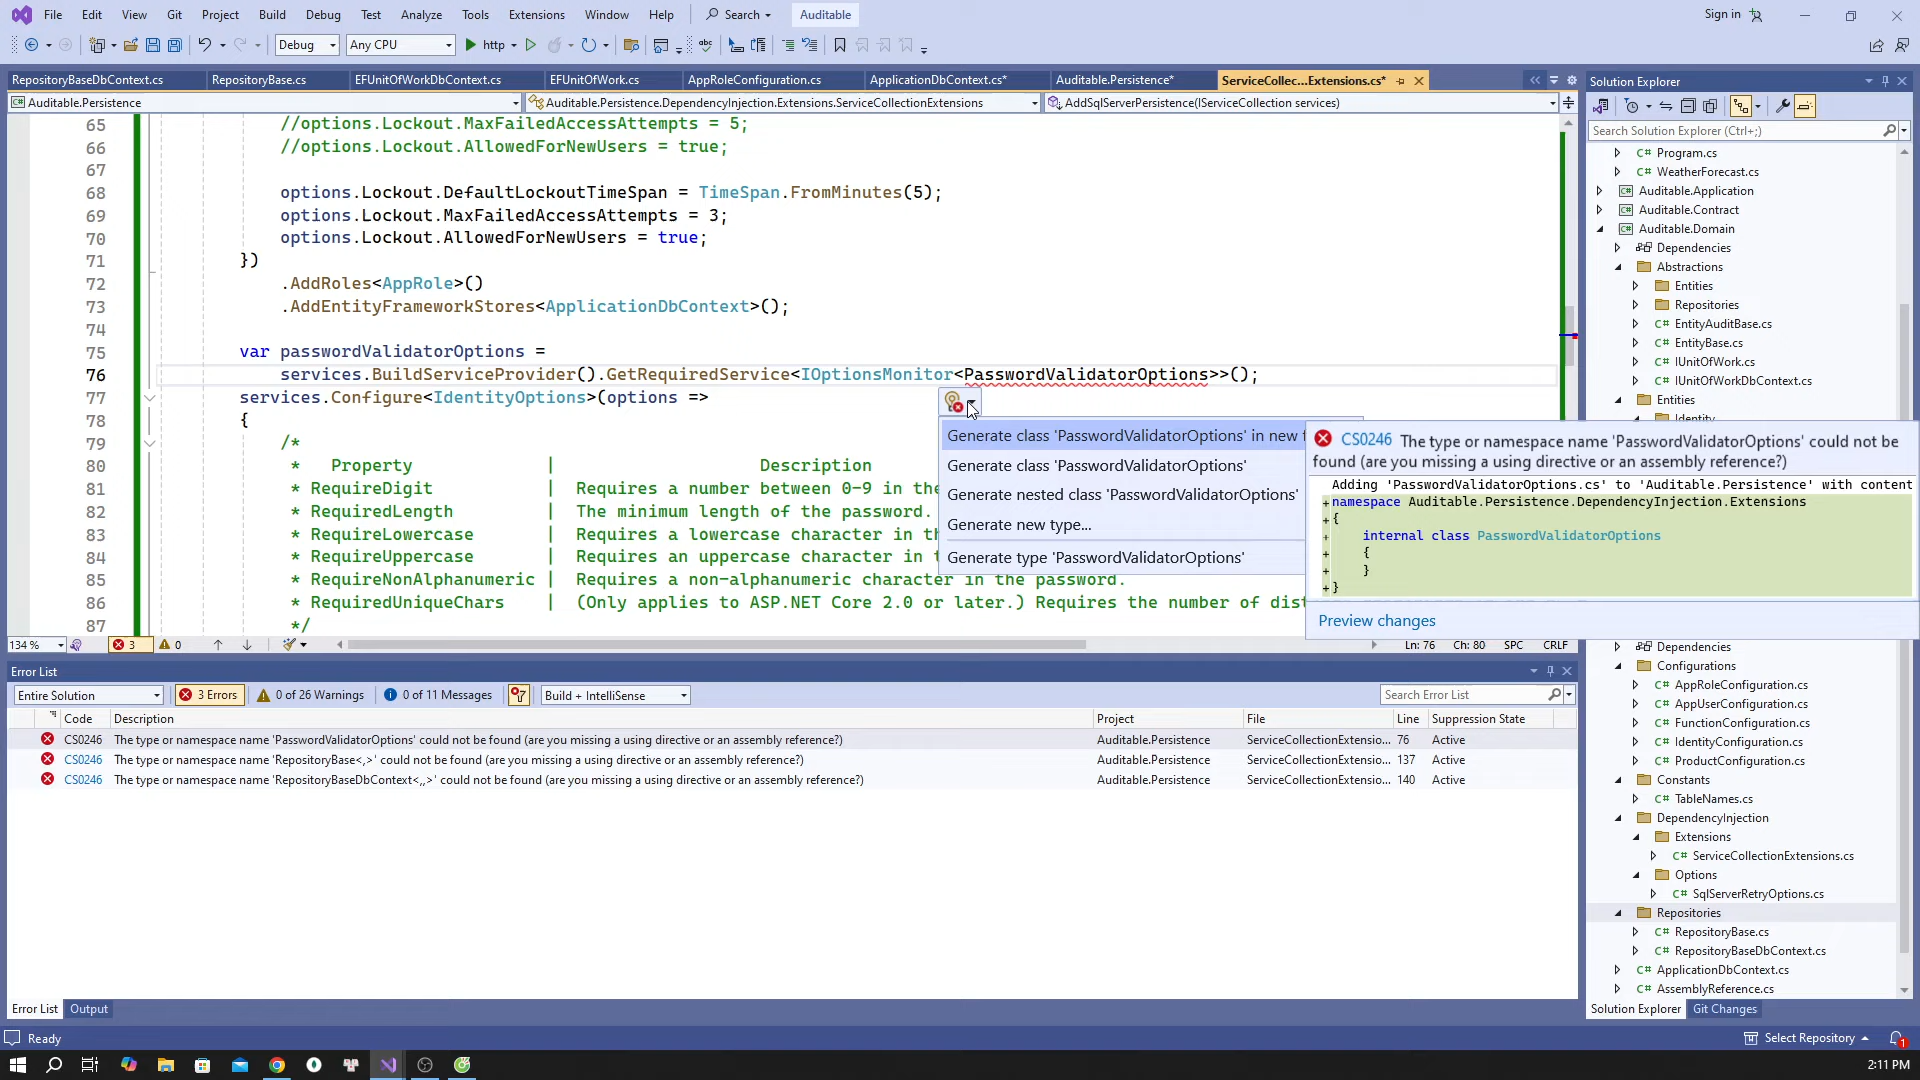 File Edit View Git Project Build Debug Test Analyze Tools Extensions Window Help Search Auditable Sign in
Debug Any CPU http
RepositoryBaseDbContext.cs RepositoryBase.cs EFUnitOfWorkDbContext.cs EFUnitOfWork.cs AppRoleConfiguration.cs ApplicationDbContext.cs* Auditable.Persistence* ServiceCollec...Extensions.cs*
Auditable.Persistence Auditable.Persistence.DependencyInjection.Extensions.ServiceCollectionExtensions AddSqlServerPersistence(IServiceCollection services)
65 //options.Lockout.MaxFailedAccessAttempts = 5;
66 //options.Lockout.AllowedForNewUsers = true;
67
68 options.Lockout.DefaultLockoutTimeSpan = TimeSpan.FromMinutes(5);
69 options.Lockout.MaxFailedAccessAttempts = 3;
70 options.Lockout.AllowedForNewUsers = true;
71 })
72 .AddRoles<AppRole>()
73 .AddEntityFrameworkStores<ApplicationDbContext>();
74
75 var passwordValidatorOptions =
76 services.BuildServiceProvider().GetRequiredService<IOptionsMonitor<PasswordValidatorOptions>>();
77 services.Configure<IdentityOptions>(options =>
78 {
79 /*
80 * Property | Description
81 * RequireDigit | Requires a number between 0-9 in the
82 * RequiredLength | The minimum length of the password.
83 * RequireLowercase | Requires a lowercase character in th
84 * RequireUppercase | Requires an uppercase character in t
85 * RequireNonAlphanumeric | Requires a non-alphanumeric character in the password.
86 * RequiredUniqueChars | (Only applies to ASP.NET Core 2.0 or later.) Requires the number of dist
87 */
Generate class 'PasswordValidatorOptions' in new f
Generate class 'PasswordValidatorOptions'
Generate nested class 'PasswordValidatorOptions'
Generate new type...
Generate type 'PasswordValidatorOptions'
CS0246 The type or namespace name 'PasswordValidatorOptions' could not be
found (are you missing a using directive or an assembly reference?)
Adding 'PasswordValidatorOptions.cs' to 'Auditable.Persistence' with content
+namespace Auditable.Persistence.DependencyInjection.Extensions
+{
+ internal class PasswordValidatorOptions
+ {
+ }
+}
Preview changes
134 % 3 0 Ln: 76 Ch: 80 SPC CRLF
Error List
Entire Solution 3 Errors 0 of 26 Warnings 0 of 11 Messages Build + IntelliSense Search Error List
Code Description Project File Line Suppression State
CS0246 The type or namespace name 'PasswordValidatorOptions' could not be found (are you missing a using directive or an assembly reference?) Auditable.Persistence ServiceCollectionExtensio... 76 Active
CS0246 The type or namespace name 'RepositoryBase<,>' could not be found (are you missing a using directive or an assembly reference?) Auditable.Persistence ServiceCollectionExtensio... 137 Active
CS0246 The type or namespace name 'RepositoryBaseDbContext<,,>' could not be found (are you missing a using directive or an assembly reference?) Auditable.Persistence ServiceCollectionExtensio... 140 Active
Error List Output
Solution Explorer
Search Solution Explorer (Ctrl+;)
C# Program.cs
C# WeatherForecast.cs
Auditable.Application
Auditable.Contract
Auditable.Domain
Dependencies
Abstractions
Entities
Repositories
C# EntityAuditBase.cs
C# EntityBase.cs
C# IUnitOfWork.cs
C# IUnitOfWorkDbContext.cs
Entities
Identity
Dependencies
Configurations
C# AppRoleConfiguration.cs
C# AppUserConfiguration.cs
C# FunctionConfiguration.cs
C# IdentityConfiguration.cs
C# ProductConfiguration.cs
Constants
C# TableNames.cs
DependencyInjection
Extensions
C# ServiceCollectionExtensions.cs
Options
C# SqlServerRetryOptions.cs
Repositories
C# RepositoryBase.cs
C# RepositoryBaseDbContext.cs
C# ApplicationDbContext.cs
C# AssemblyReference.cs
Solution Explorer Git Changes
Ready Select Repository 1
2:11 PM